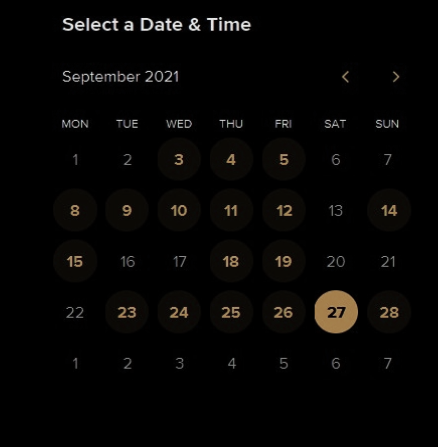 Select a Date & Time
September 2021
MON TUE WED THU FRI SAT SUN
1 2 3 4 5 6 7
8 9 10 11 12 13 14
15 16 17 18 19 20 21
22 23 24 25 26 27 28
1 2 3 4 5 6 7